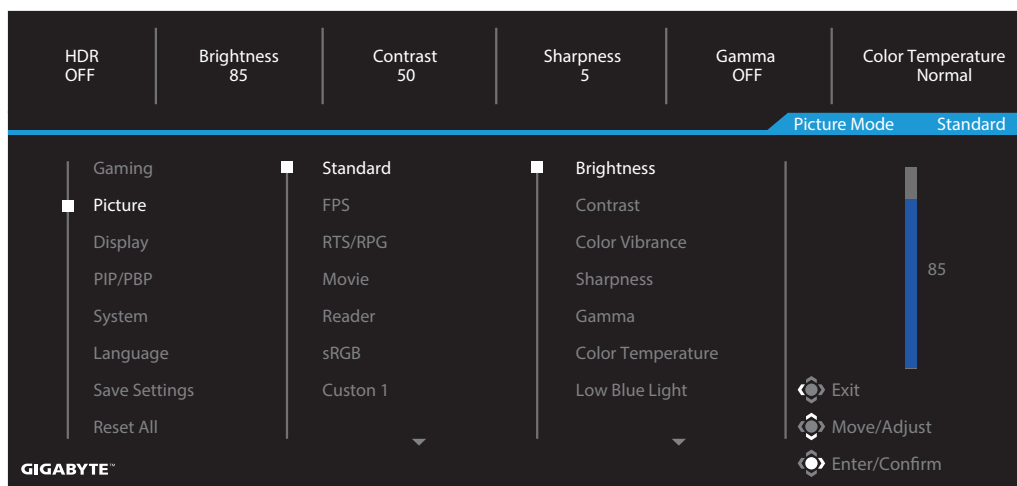 HDR
OFF
Brightness
85
Contrast
50
Sharpness
5
Gamma
OFF
Color Temperature
Normal
Picture Mode Standard
Gaming
Picture
Display
PIP/PBP
System
Language
Save Settings
Reset All
Standard
FPS
RTS/RPG
Movie
Reader
sRGB
Custon 1
Brightness
Contrast
Color Vibrance
Sharpness
Gamma
Color Temperature
Low Blue Light
85
Exit
Move/Adjust
Enter/Confirm
GIGABYTE™